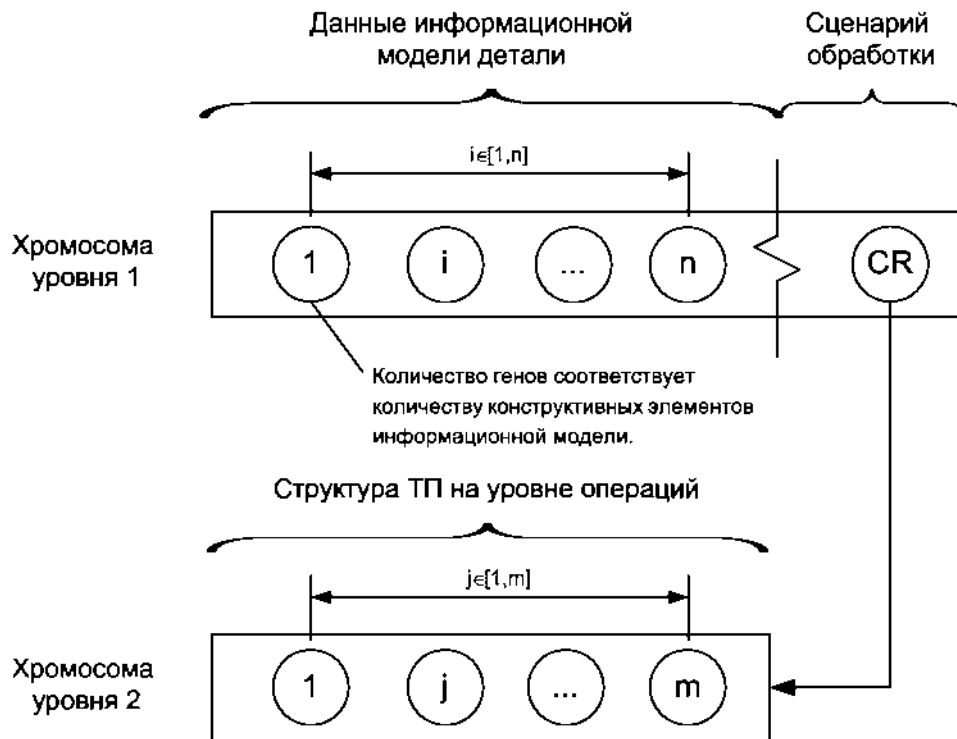 Данные информационной
модели детали
Сценарий
обработки
i∈[1,n]
Хромосома
уровня 1
1
i
...
n
CR
Количество генов соответствует
количеству конструктивных элементов
информационной модели.
Структура ТП на уровне операций
j∈[1,m]
Хромосома
уровня 2
1
j
...
m